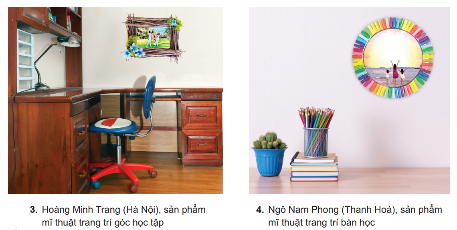 3. Hoàng Minh Trang (Hà Nội), sản phẩm
mĩ thuật trang trí góc học tập
4. Ngô Nam Phong (Thanh Hoá), sản phẩm
mĩ thuật trang trí bàn học